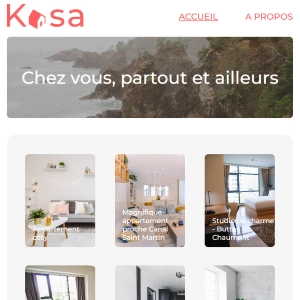 Kasa
ACCUEIL
A PROPOS
Chez vous, partout et ailleurs
Appartement
cosy
Magnifique
appartement
proche Canal
Saint Martin
Studio de charme
- Buttes
Chaumont